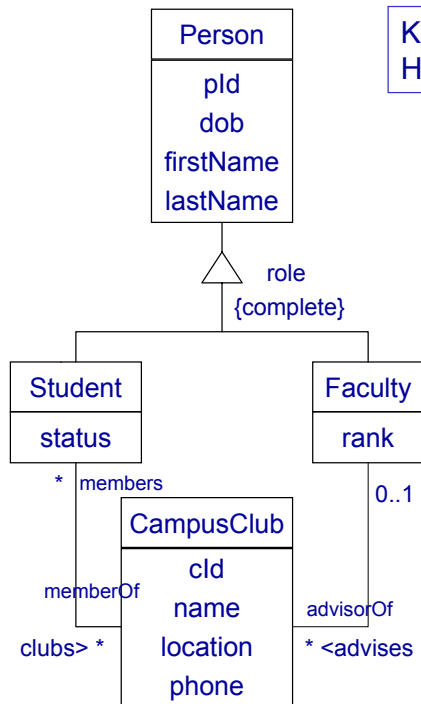 Person
K
H
pId
dob
firstName
lastName
role
{complete}
Student
Faculty
status
rank
* members
0..1
CampusClub
cId
memberOf
name
advisorOf
clubs> *
location
* <advises
phone